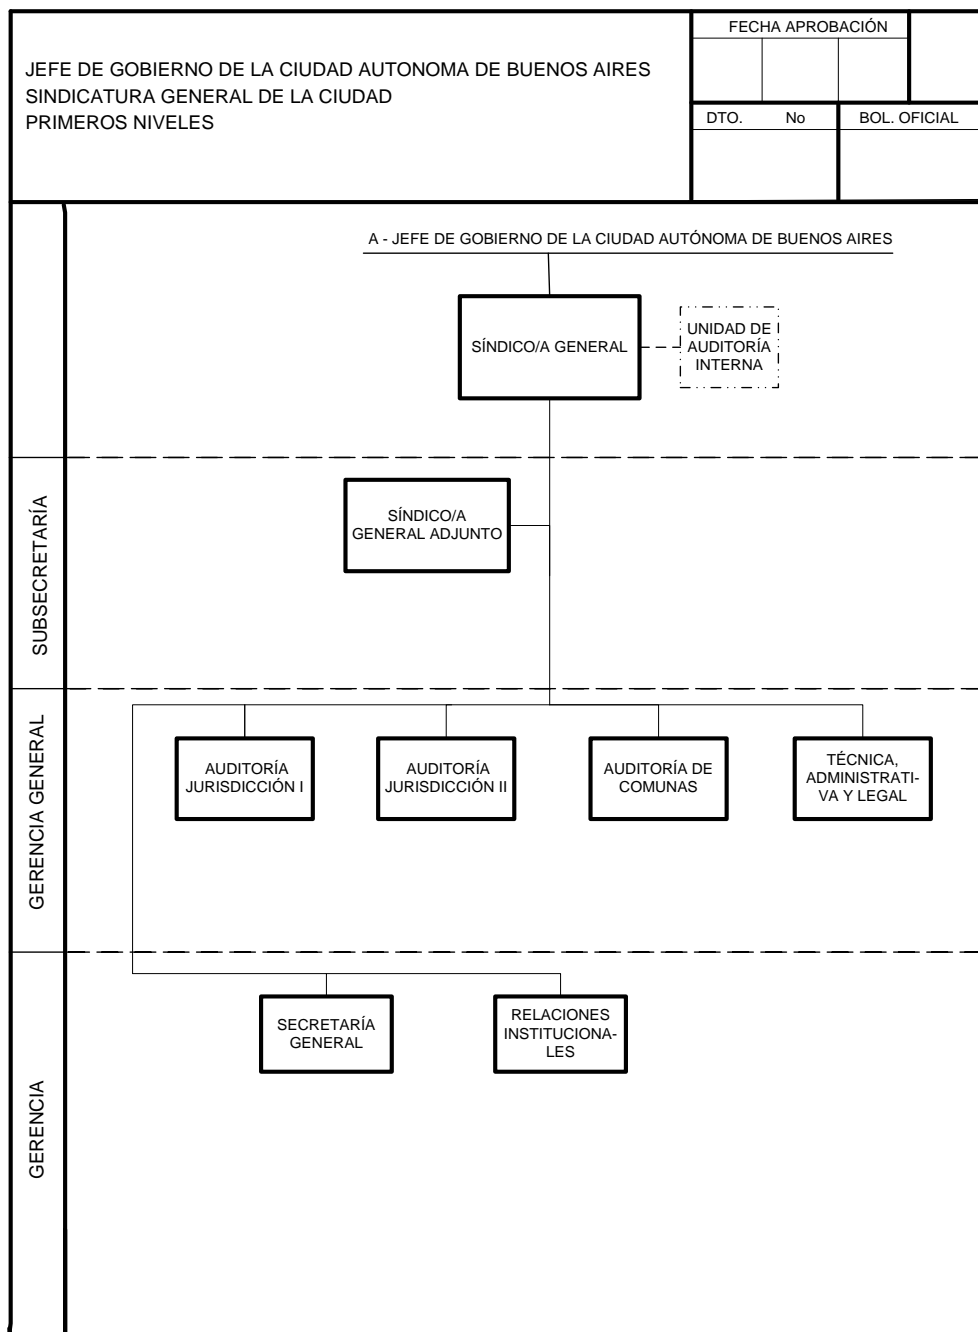 JEFE DE GOBIERNO DE LA CIUDAD AUTONOMA DE BUENOS AIRES
SINDICATURA GENERAL DE LA CIUDAD
PRIMEROS NIVELES
FECHA APROBACIÓN
DTO. No
BOL. OFICIAL
A - JEFE DE GOBIERNO DE LA CIUDAD AUTÓNOMA DE BUENOS AIRES
SÍNDICO/A GENERAL
UNIDAD DE
AUDITORÍA
INTERNA
SUBSECRETARÍA
SÍNDICO/A
GENERAL ADJUNTO
GERENCIA GENERAL
AUDITORÍA
JURISDICCIÓN I
AUDITORÍA
JURISDICCIÓN II
AUDITORÍA DE
COMUNAS
TÉCNICA,
ADMINISTRATI-
VA Y LEGAL
GERENCIA
SECRETARÍA
GENERAL
RELACIONES
INSTITUCIONA-
LES